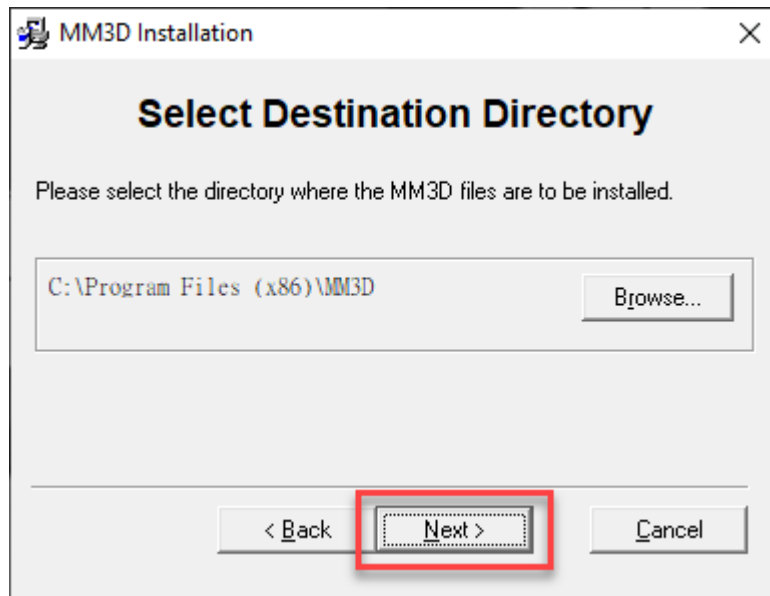 MM3D Installation
Select Destination Directory
Please select the directory where the MM3D files are to be installed.
C:\Program Files (x86)\MM3D
Browse...
< Back
Next >
Cancel